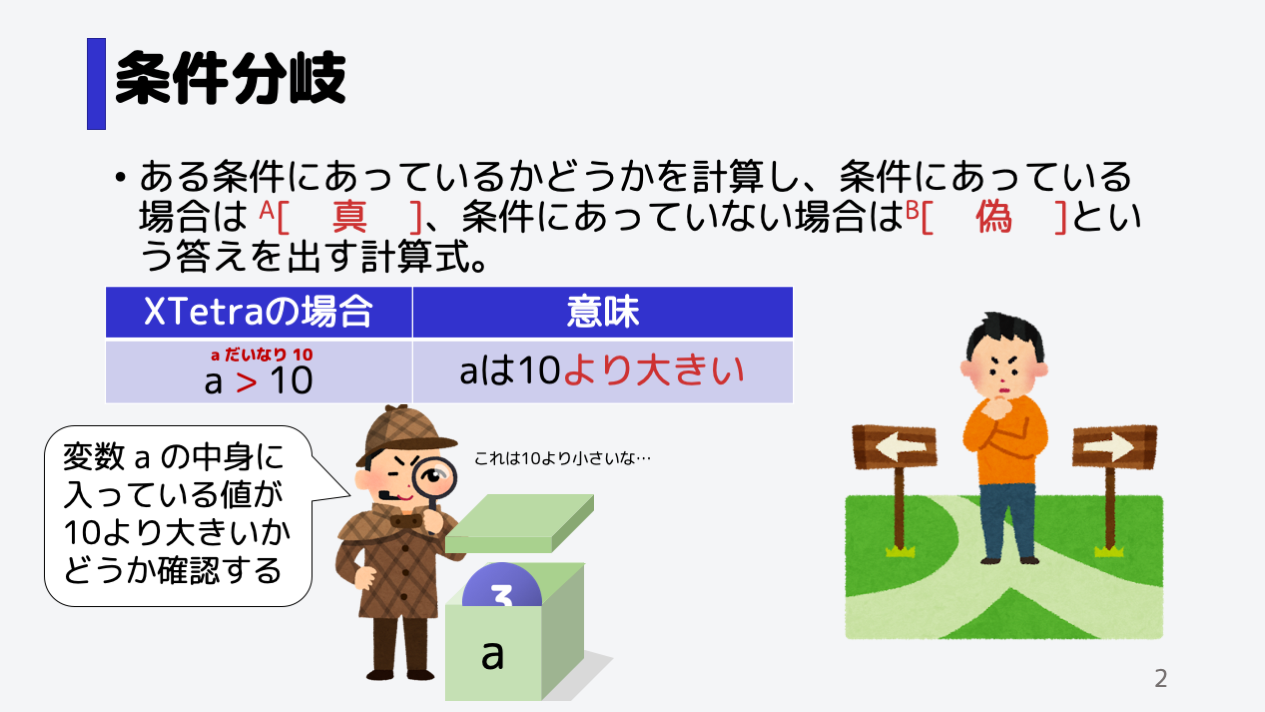 条件分岐
• ある条件にあっているかどうかを計算し、条件にあっている
場合は A[ 真 ]、条件にあっていない場合はB[ 偽 ]とい
う答えを出す計算式。
XTetraの場合 意味
a だいなり 10
a > 10 aは10より大きい
変数 a の中身に
入っている値が
10より大きいか
どうか確認する
これは10より小さいな…
3
a
2